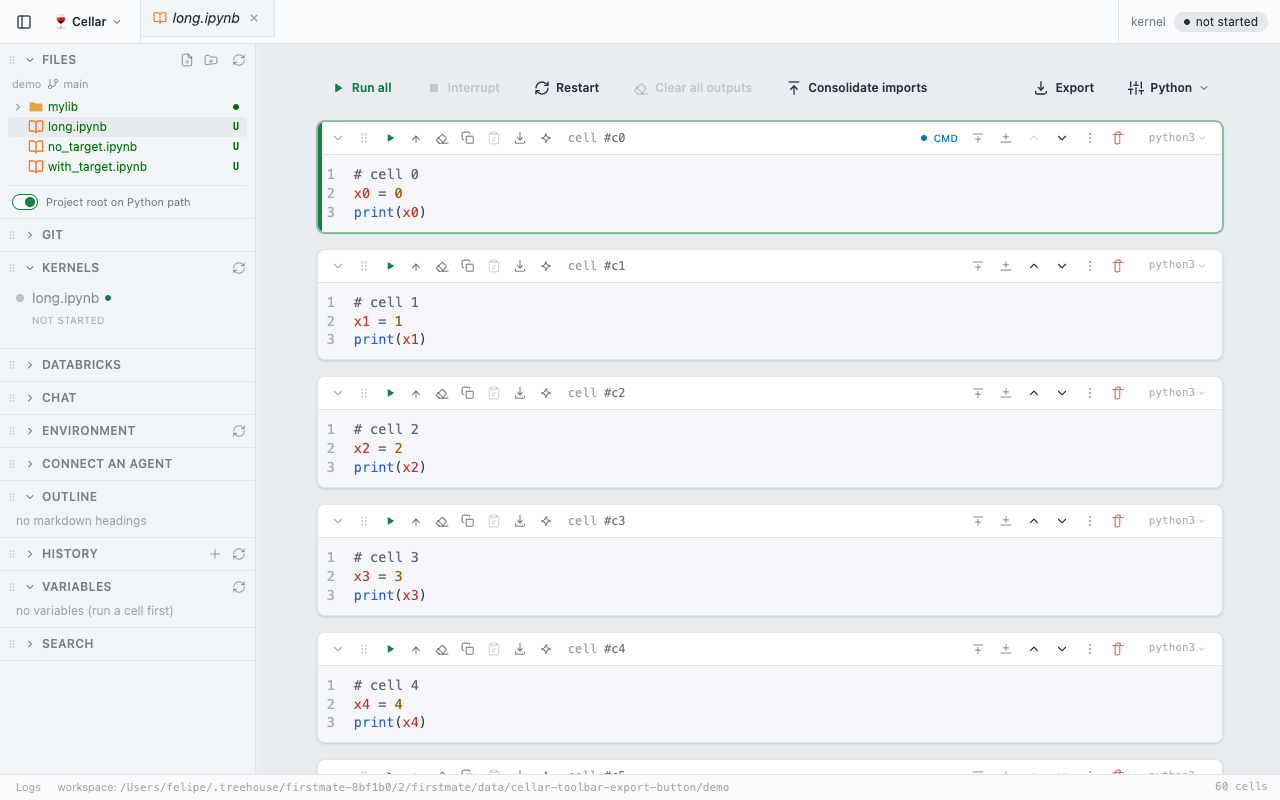 Cellar
long.ipynb
kernel
not started
FILES
demo main
mylib
long.ipynb U
no_target.ipynb U
with_target.ipynb U
Project root on Python path
GIT
KERNELS
long.ipynb
NOT STARTED
DATABRICKS
CHAT
ENVIRONMENT
CONNECT AN AGENT
OUTLINE
no markdown headings
HISTORY
VARIABLES
no variables (run a cell first)
SEARCH
Run all Interrupt Restart Clear all outputs Consolidate imports Export Python
cell #c0 CMD python3
1 # cell 0
2 x0 = 0
3 print(x0)
cell #c1 python3
1 # cell 1
2 x1 = 1
3 print(x1)
cell #c2 python3
1 # cell 2
2 x2 = 2
3 print(x2)
cell #c3 python3
1 # cell 3
2 x3 = 3
3 print(x3)
cell #c4 python3
1 # cell 4
2 x4 = 4
3 print(x4)
Logs workspace: /Users/felipe/.treehouse/firstmate-8bf1b0/2/firstmate/data/cellar-toolbar-export-button/demo 60 cells